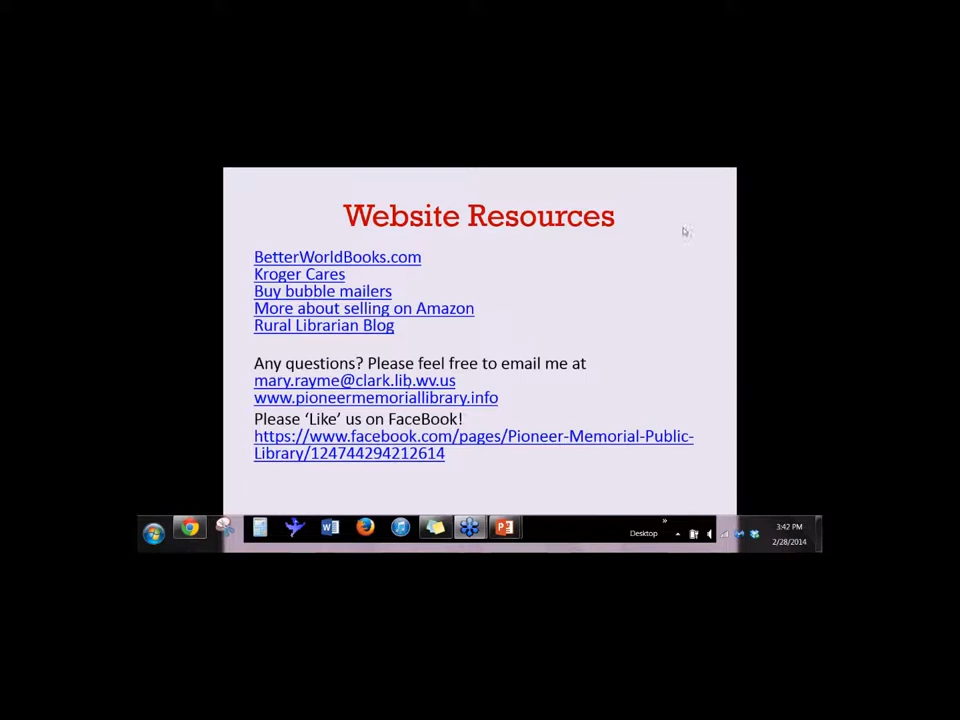 Website Resources
BetterWorldBooks.com
Kroger Cares
Buy bubble mailers
More about selling on Amazon
Rural Librarian Blog
Any questions? Please feel free to email me at
mary.rayme@clark.lib.wv.us
www.pioneermemoriallibrary.info
Please ‘Like’ us on FaceBook!
https://www.facebook.com/pages/Pioneer-Memorial-Public-
Library/124744294212614
Desktop
»
3:42 PM
2/28/2014